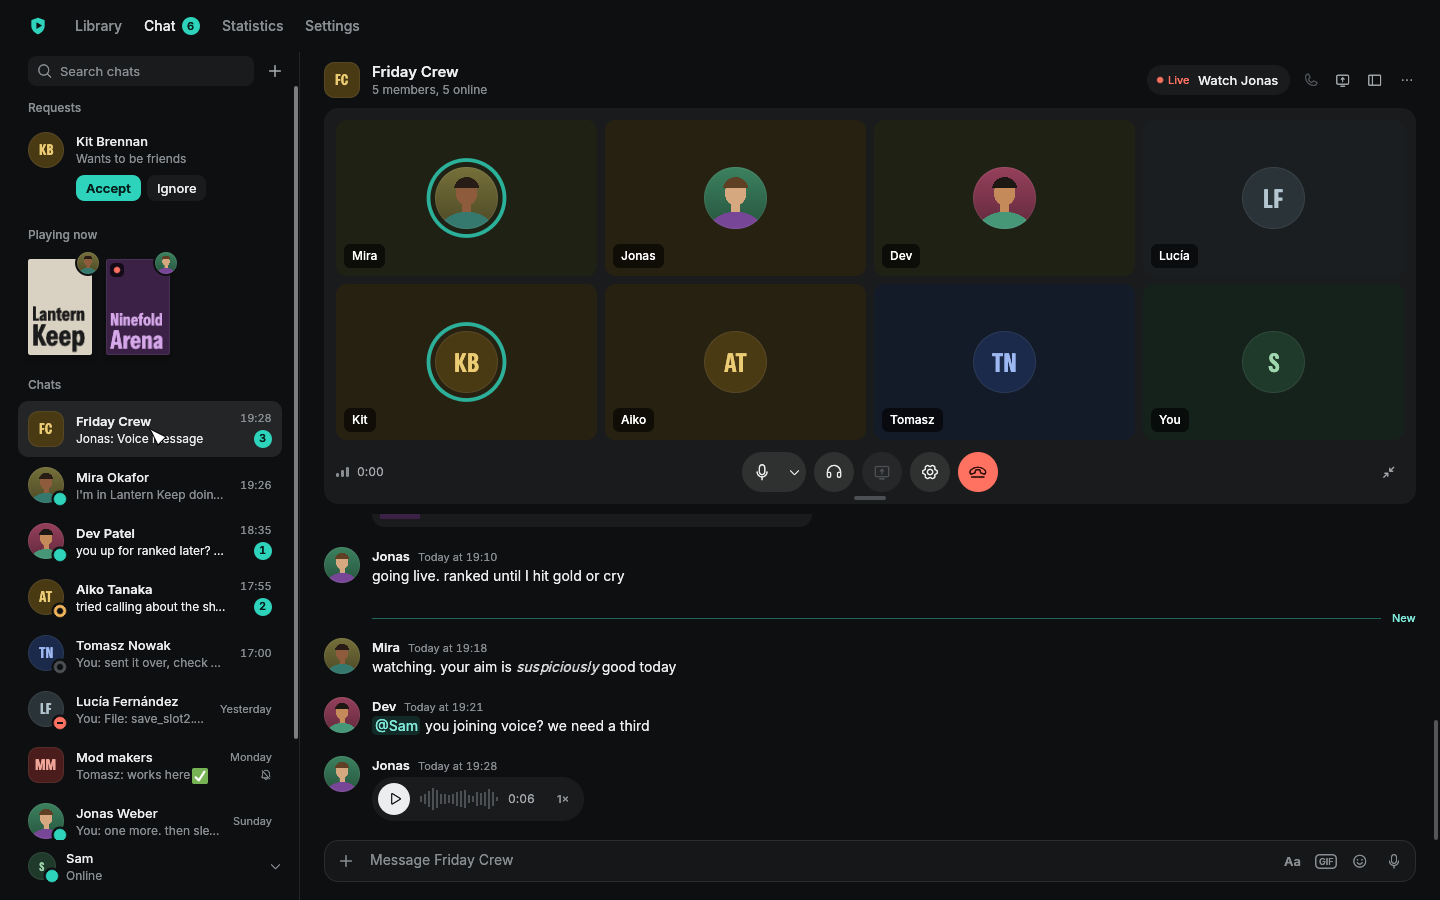 Library
Chat 6
Statistics
Settings
Search chats
Requests
KB
Kit Brennan
Wants to be friends
Accept
Ignore
Playing now
Lantern
Keep
Ninefold
Arena
Chats
FC
Friday Crew
19:28
Jonas: Voice message
3
Mira Okafor
I'm in Lantern Keep doin...
19:26
Dev Patel
18:35
you up for ranked later? ...
1
AT
Aiko Tanaka
17:55
tried calling about the sh...
2
TN
Tomasz Nowak
You: sent it over, check ...
17:00
LF
Lucía Fernández
You: File: save_slot2....
Yesterday
MM
Mod makers
Monday
Tomasz: works here
Jonas Weber
You: one more. then sle...
Sunday
S
Sam
Online
FC
Friday Crew
5 members, 5 online
Live Watch Jonas
Mira
Jonas
Dev
LF
Lucía
KB
Kit
AT
Aiko
TN
Tomasz
S
You
0:00
Jonas Today at 19:10
going live. ranked until I hit gold or cry
New
Mira Today at 19:18
watching. your aim is suspiciously good today
Dev Today at 19:21
@Sam you joining voice? we need a third
Jonas Today at 19:28
0:06
1×
Message Friday Crew
Aa
GIF